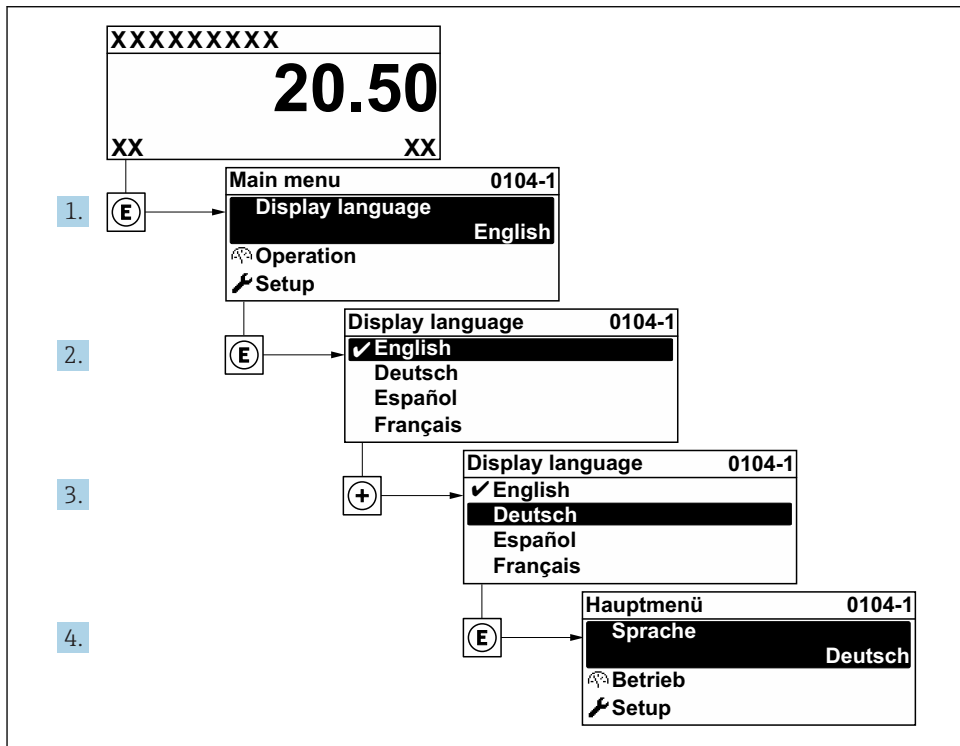 XXXXXXXXX
20.50
XX XX
1. E
Main menu 0104-1
Display language
English
Operation
Setup
2. E
Display language 0104-1
✔English
Deutsch
Español
Français
3. +
Display language 0104-1
✔English
Deutsch
Español
Français
4. E
Hauptmenü 0104-1
Sprache
Deutsch
Betrieb
Setup